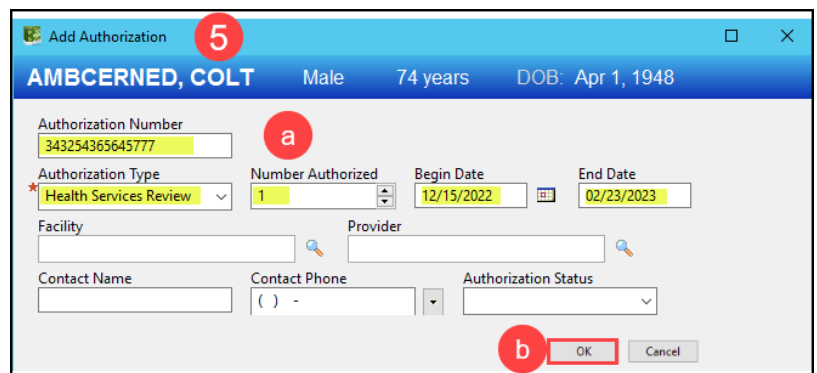 Add Authorization 5
AMBCERNED, COLT Male 74 years DOB: Apr 1, 1948
Authorization Number
343254365645777
a
Authorization Type Number Authorized Begin Date End Date
* Health Services Review 1 12/15/2022 02/23/2023
Facility Provider
Contact Name Contact Phone Authorization Status
( ) -
b OK Cancel